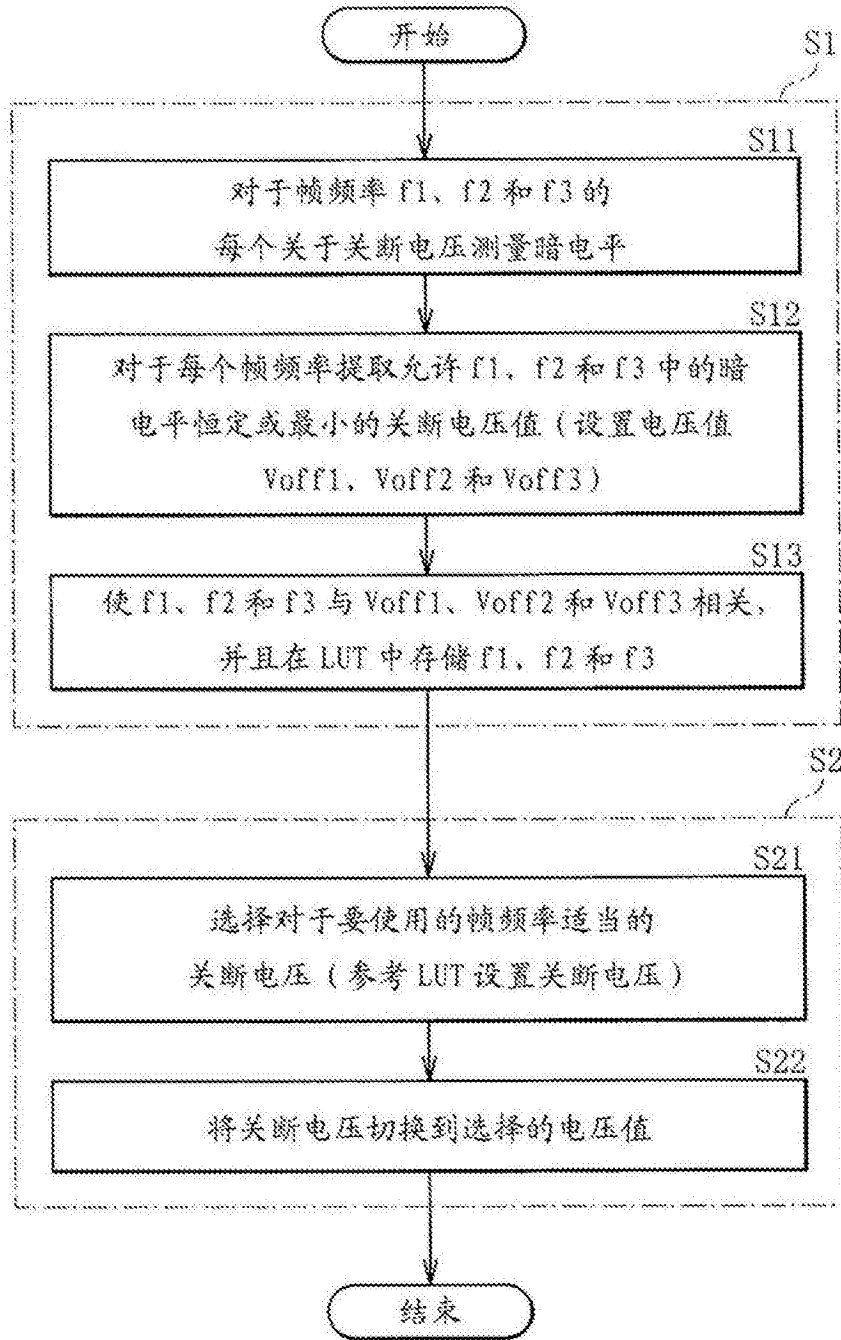 开始
S1
S11
对于帧频率 f1、f2 和 f3 的
每个关于关断电压测量暗电平
S12
对于每个帧频率提取允许 f1、f2 和 f3 中的暗
电平恒定或最小的关断电压值（设置电压值
Voff1、Voff2 和 Voff3）
S13
使 f1、f2 和 f3 与 Voff1、Voff2 和 Voff3 相关，
并且在 LUT 中存储 f1、f2 和 f3
S2
S21
选择对于要使用的帧频率适当的
关断电压（参考 LUT 设置关断电压）
S22
将关断电压切换到选择的电压值
结束